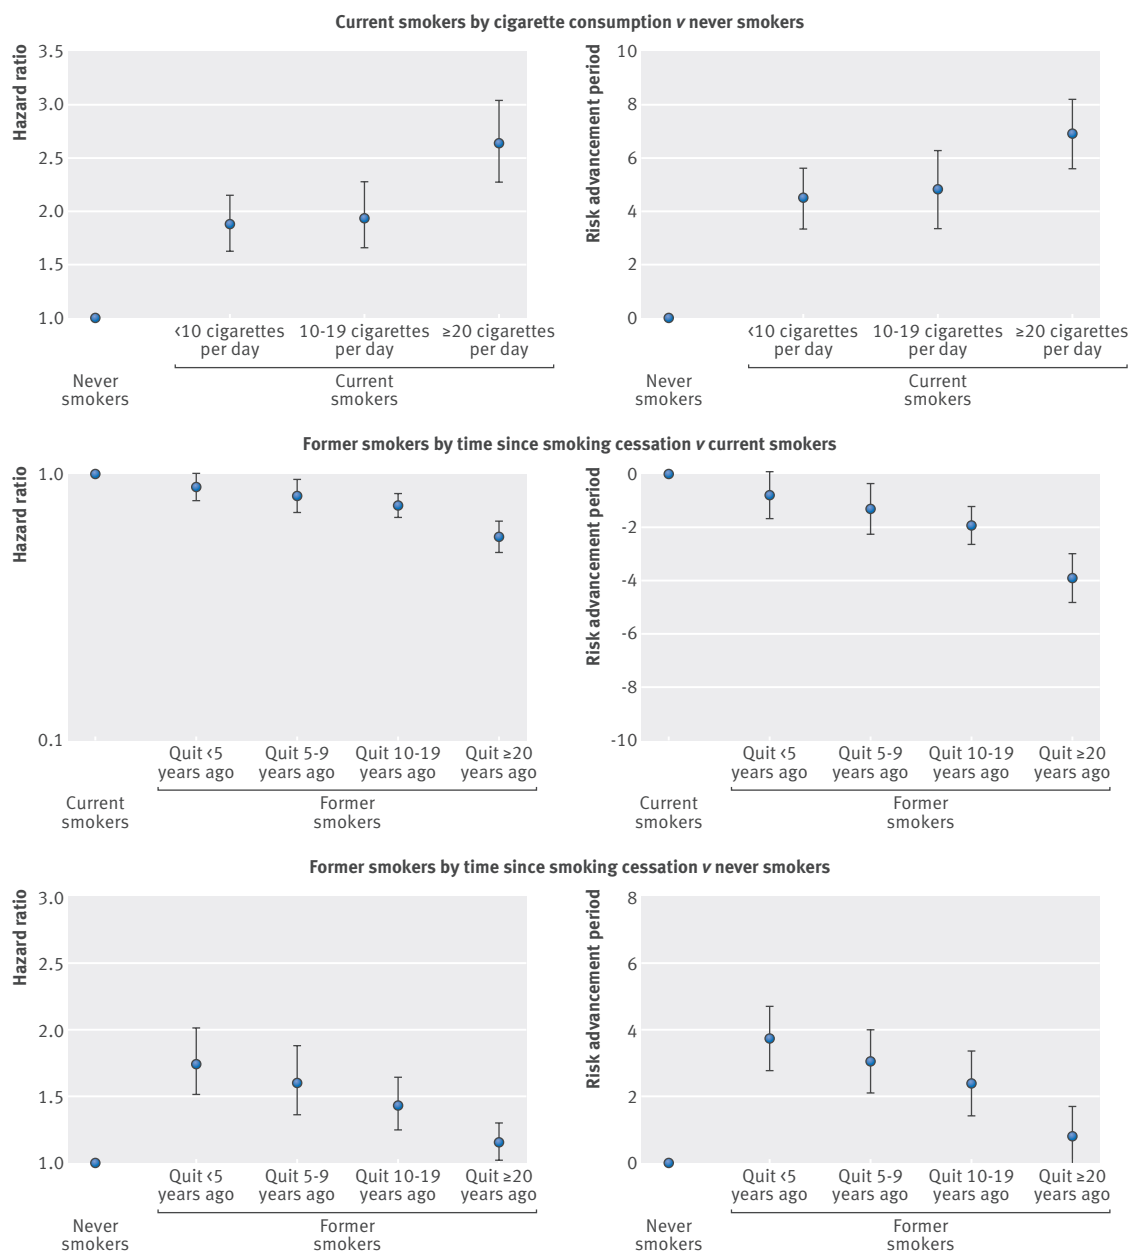 Current smokers by cigarette consumption v never smokers
Hazard ratio
3.5
3.0
2.5
2.0
1.5
1.0
<10 cigarettes
per day
10-19 cigarettes
per day
≥20 cigarettes
per day
Never
smokers
Current
smokers
Risk advancement period
10
8
6
4
2
0
<10 cigarettes
per day
10-19 cigarettes
per day
≥20 cigarettes
per day
Never
smokers
Current
smokers
Former smokers by time since smoking cessation v current smokers
Hazard ratio
1.0
0.1
Quit <5
years ago
Quit 5-9
years ago
Quit 10-19
years ago
Quit ≥20
years ago
Current
smokers
Former
smokers
Risk advancement period
0
-2
-4
-6
-8
-10
Quit <5
years ago
Quit 5-9
years ago
Quit 10-19
years ago
Quit ≥20
years ago
Current
smokers
Former
smokers
Former smokers by time since smoking cessation v never smokers
Hazard ratio
3.0
2.5
2.0
1.5
1.0
Quit <5
years ago
Quit 5-9
years ago
Quit 10-19
years ago
Quit ≥20
years ago
Never
smokers
Former
smokers
Risk advancement period
8
6
4
2
0
Quit <5
years ago
Quit 5-9
years ago
Quit 10-19
years ago
Quit ≥20
years ago
Never
smokers
Former
smokers